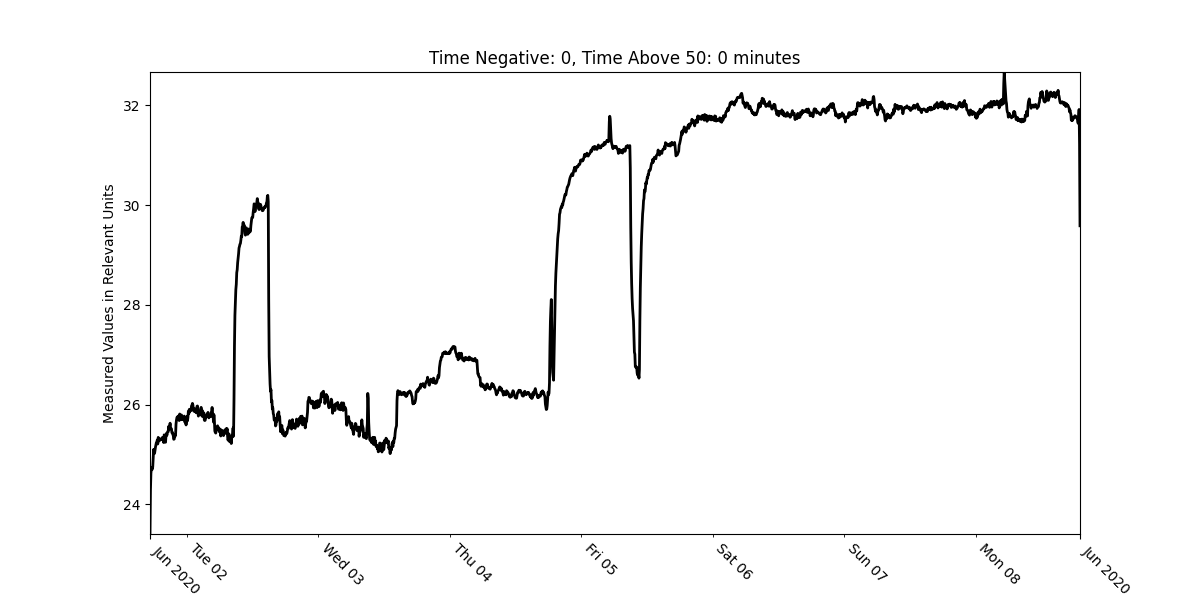 Time Negative: 0, Time Above 50: 0 minutes
Measured Values in Relevant Units
32
30
28
26
24
Jun 2020
Tue 02
Wed 03
Thu 04
Fri 05
Sat 06
Sun 07
Mon 08
Jun 2020